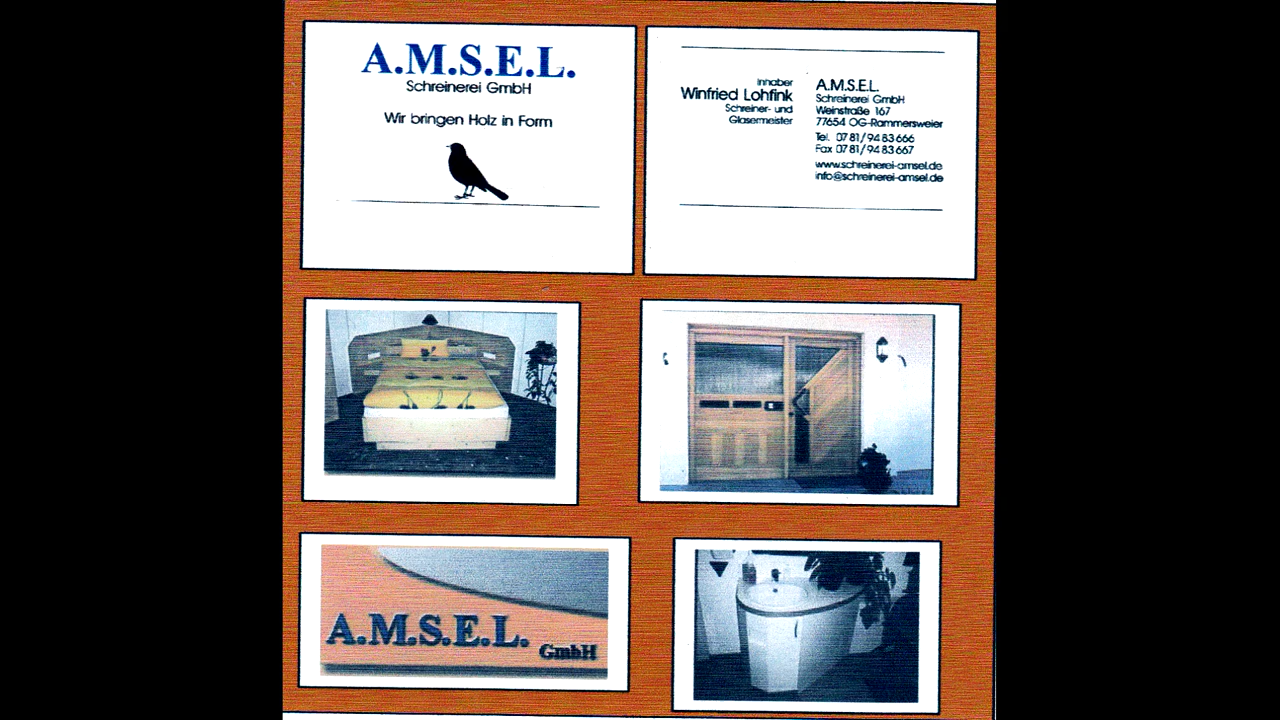 A.M.S.E.L.
Schreinerei GmbH
Wir bringen Holz in Form
Inhaber
Winfried Lohfink
Schreiner- und
Glasermeister
A.M.S.E.L.
Schreinerei GmbH
Weinstraße 167
77654 OG-Rammersweier
Tel. 07 81 / 94 83 666
Fax 07 81 / 94 83 667
www.schreinerei-amsel.de
info@schreinerei-amsel.de
A.M.S.E.L.
GmbH